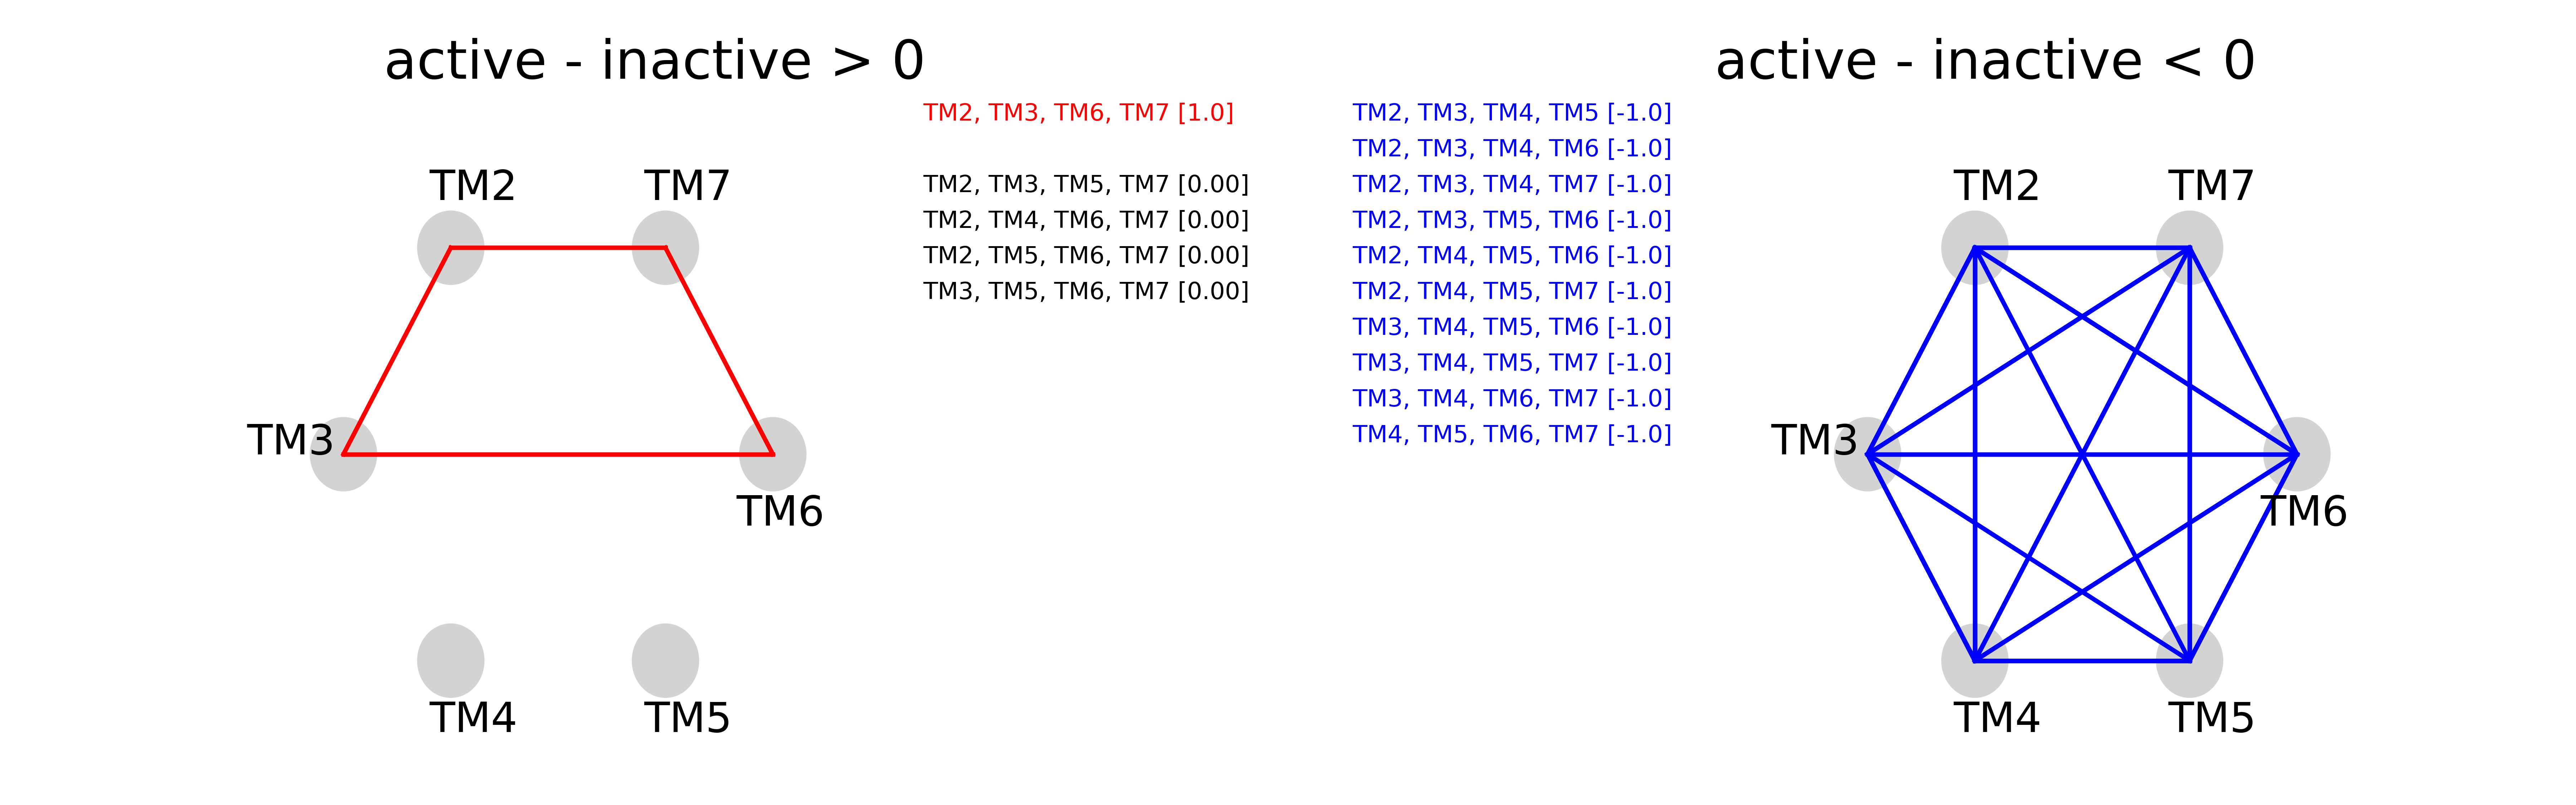 active - inactive > 0
TM2, TM3, TM6, TM7 [1.0]
TM2, TM3, TM5, TM7 [0.00]
TM2, TM4, TM6, TM7 [0.00]
TM2, TM5, TM6, TM7 [0.00]
TM3, TM5, TM6, TM7 [0.00]
TM2
TM7
TM3
TM6
TM4
TM5
active - inactive < 0
TM2, TM3, TM4, TM5 [-1.0]
TM2, TM3, TM4, TM6 [-1.0]
TM2, TM3, TM4, TM7 [-1.0]
TM2, TM3, TM5, TM6 [-1.0]
TM2, TM4, TM5, TM6 [-1.0]
TM2, TM4, TM5, TM7 [-1.0]
TM3, TM4, TM5, TM6 [-1.0]
TM3, TM4, TM5, TM7 [-1.0]
TM3, TM4, TM6, TM7 [-1.0]
TM4, TM5, TM6, TM7 [-1.0]
TM2
TM7
TM3
TM6
TM4
TM5